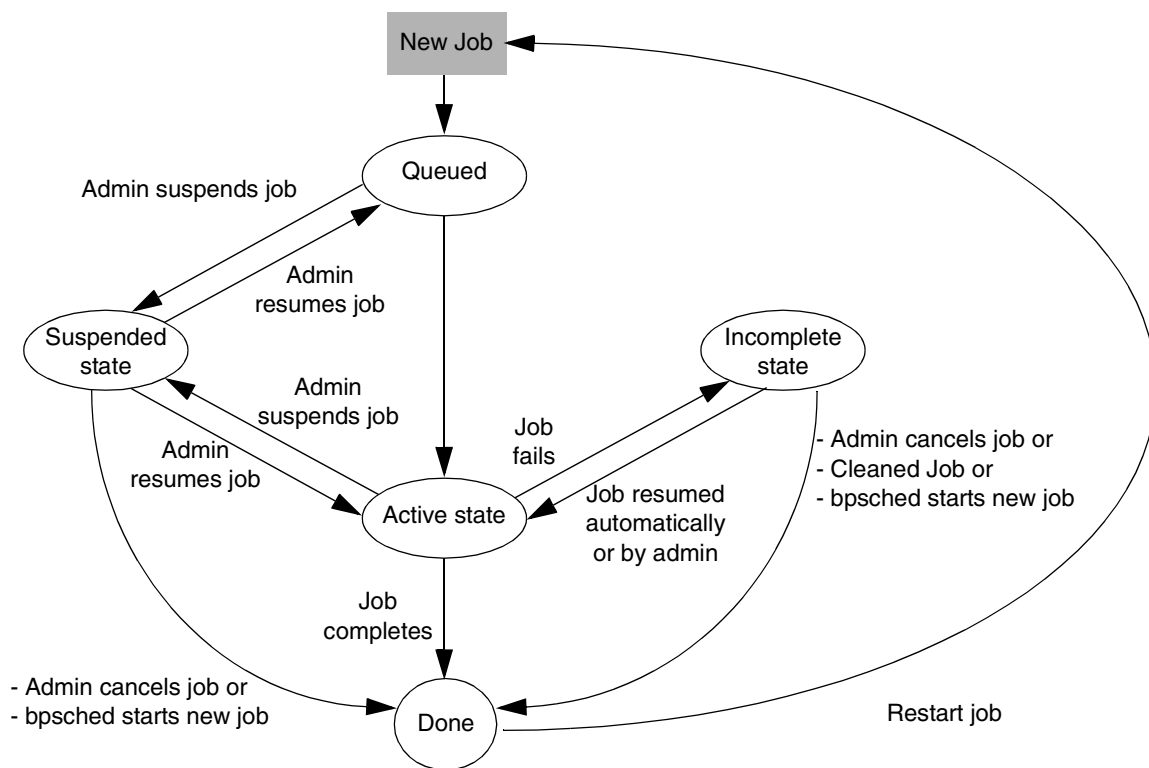 New Job
Queued
Admin suspends job
Admin
resumes job
Suspended
state
Incomplete
state
Admin
suspends job
Admin
resumes job
Job
fails
- Admin cancels job or
- Cleaned Job or
- bpsched starts new job
Active state
Job resumed
automatically
or by admin
Job
completes
- Admin cancels job or
- bpsched starts new job
Done
Restart job